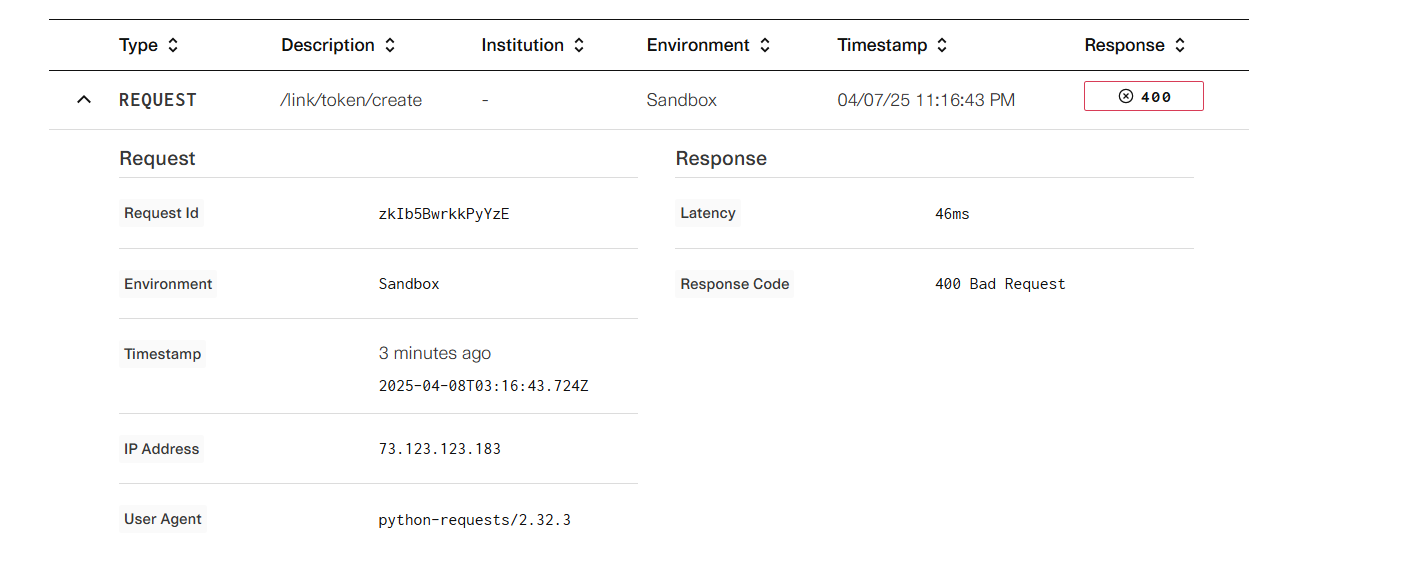 Type Description Institution Environment Timestamp Response
REQUEST /link/token/create - Sandbox 04/07/25 11:16:43 PM 400
Request
Request Id zkIb5BwrkkPyYzE
Environment Sandbox
Timestamp 3 minutes ago
2025-04-08T03:16:43.724Z
IP Address 73.123.123.183
User Agent python-requests/2.32.3
Response
Latency 46ms
Response Code 400 Bad Request